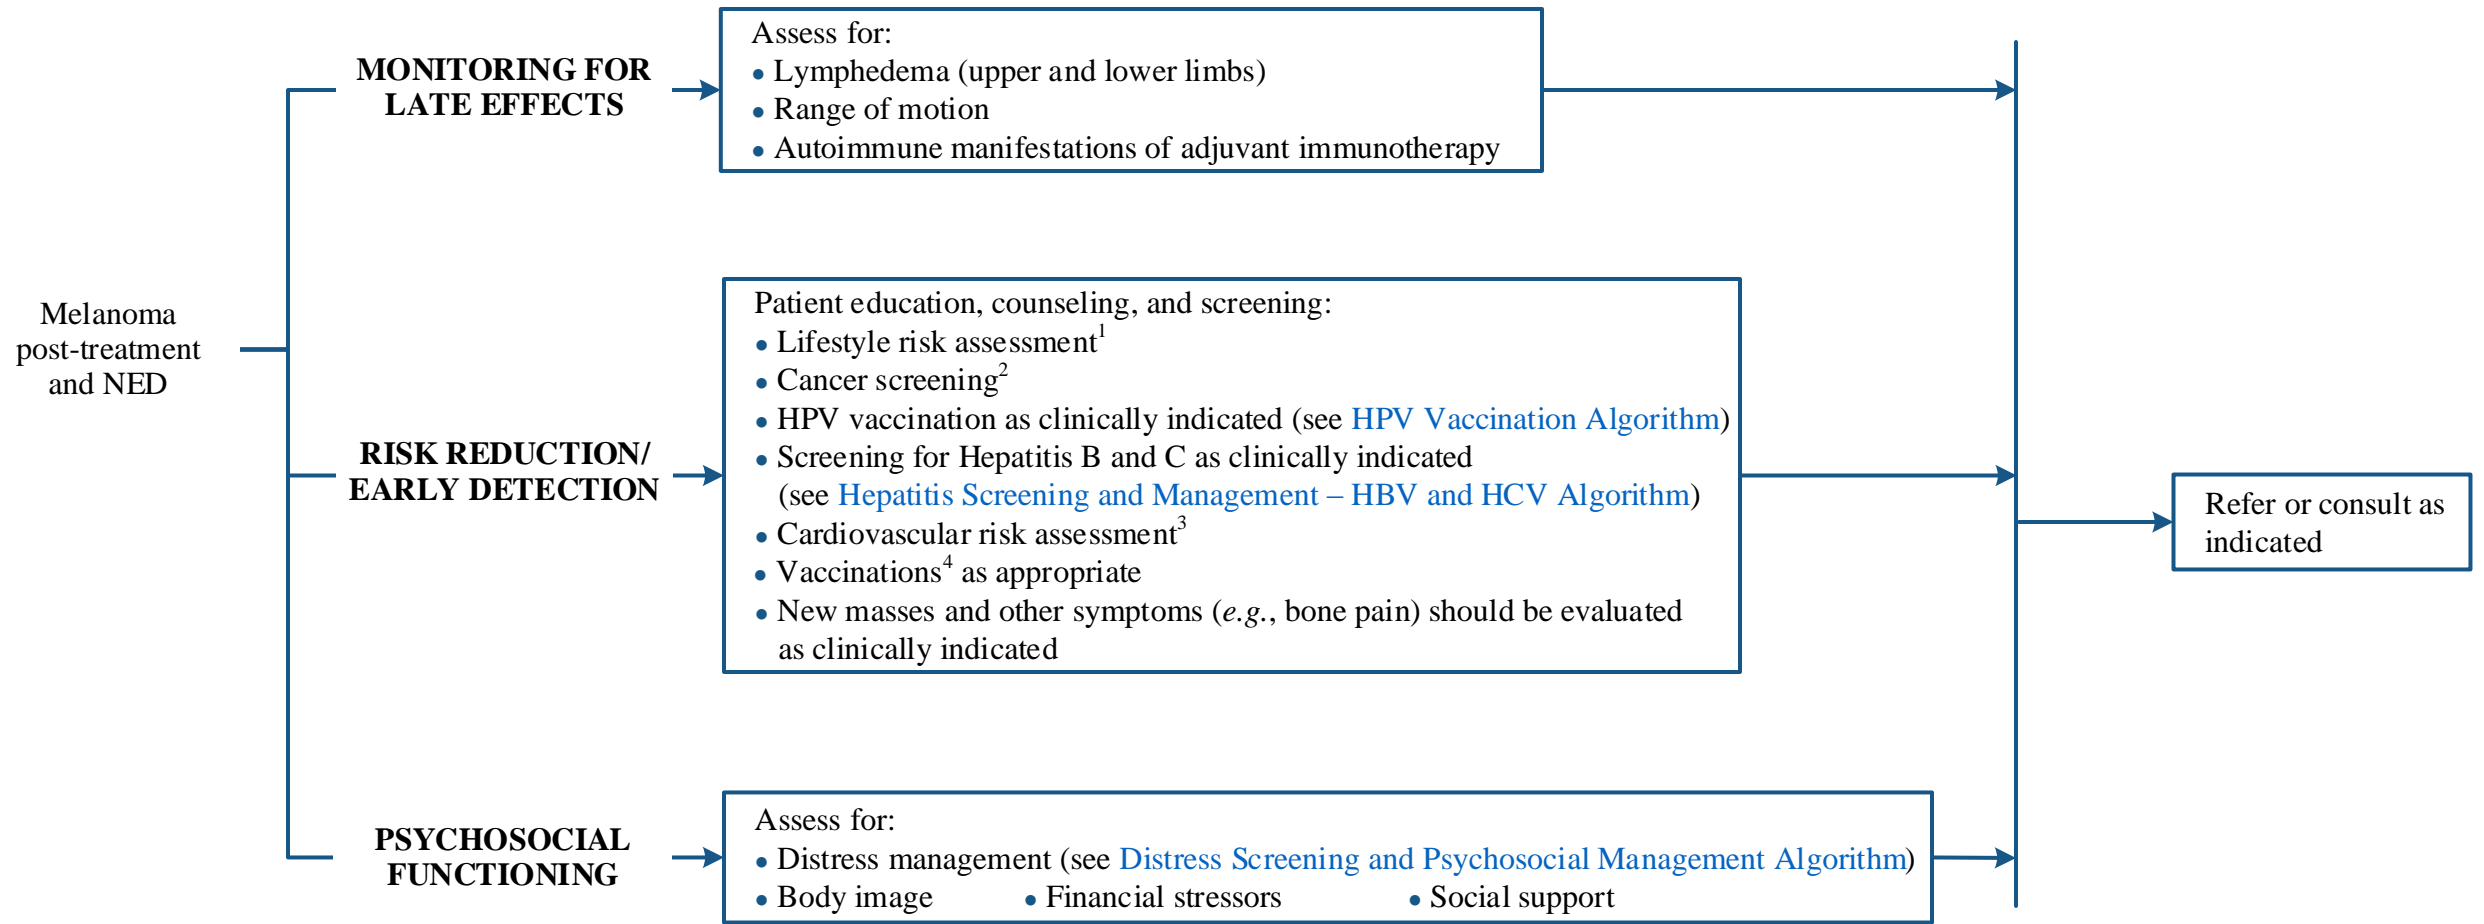 Melanoma
post-treatment
and NED
MONITORING FOR
LATE EFFECTS
Assess for:
● Lymphedema (upper and lower limbs)
● Range of motion
● Autoimmune manifestations of adjuvant immunotherapy
RISK REDUCTION/
EARLY DETECTION
Patient education, counseling, and screening:
● Lifestyle risk assessment1
● Cancer screening2
● HPV vaccination as clinically indicated (see HPV Vaccination Algorithm)
● Screening for Hepatitis B and C as clinically indicated
(see Hepatitis Screening and Management – HBV and HCV Algorithm)
● Cardiovascular risk assessment3
● Vaccinations4 as appropriate
● New masses and other symptoms (e.g., bone pain) should be evaluated
as clinically indicated
PSYCHOSOCIAL
FUNCTIONING
Assess for:
● Distress management (see Distress Screening and Psychosocial Management Algorithm)
● Body image ● Financial stressors ● Social support
Refer or consult as
indicated